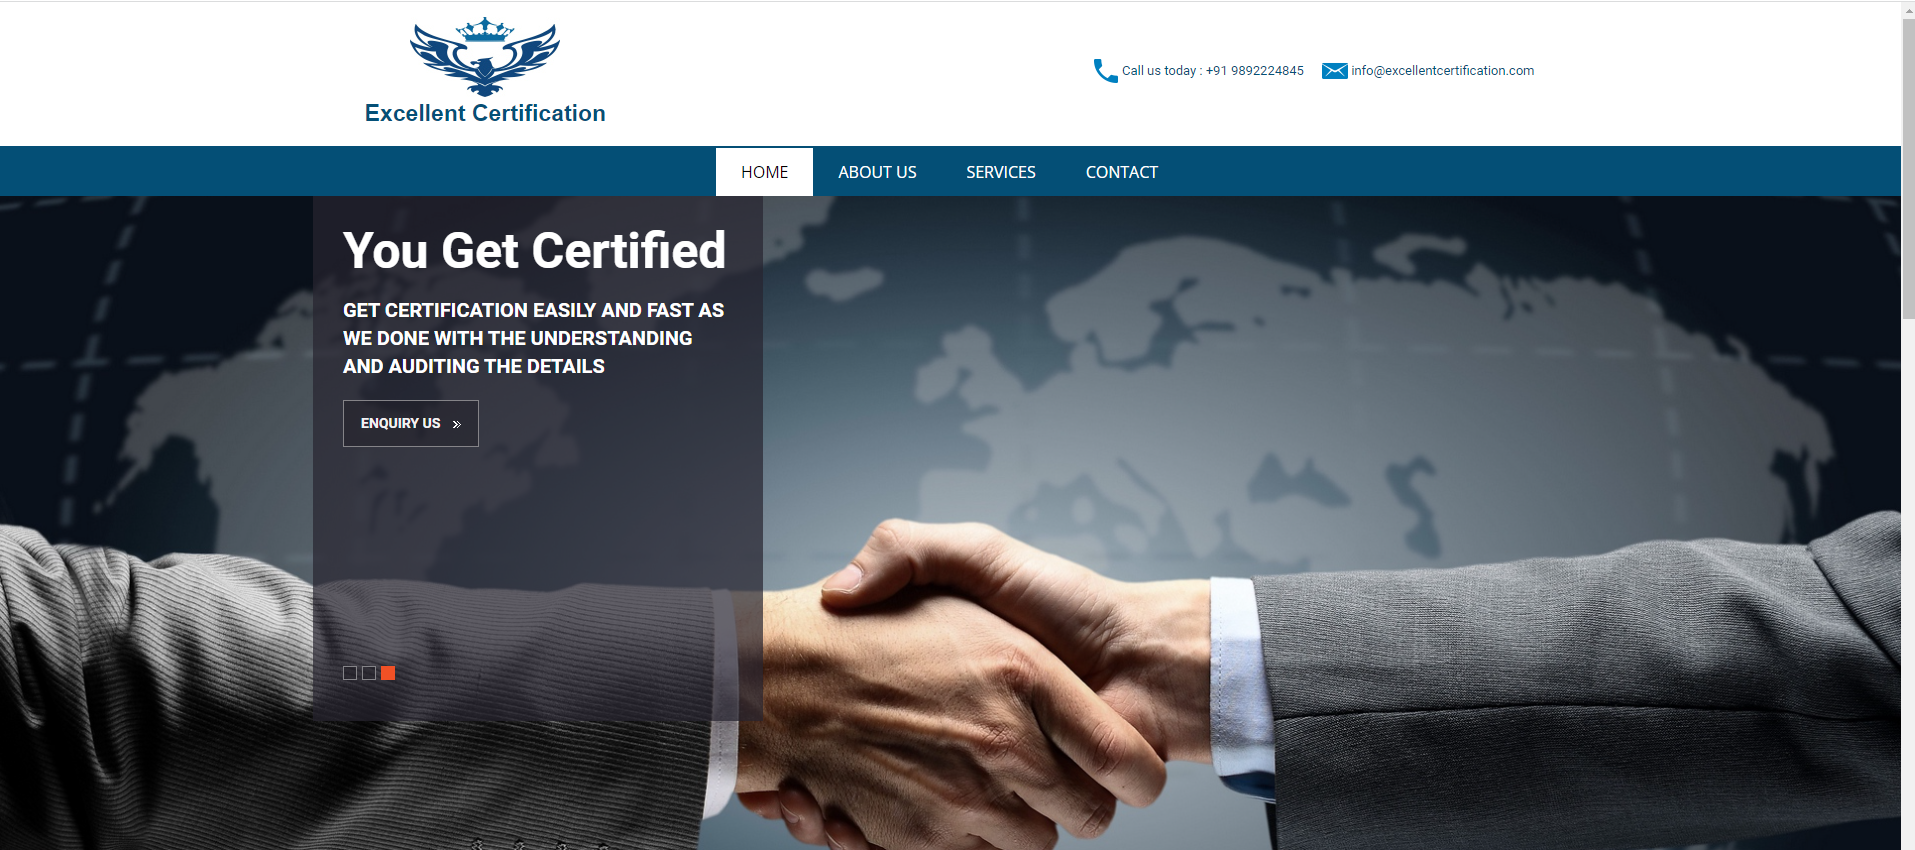 Excellent Certification
Call us today : +91 9892224845
info@excellentcertification.com
HOME
ABOUT US
SERVICES
CONTACT
You Get Certified
GET CERTIFICATION EASILY AND FAST AS
WE DONE WITH THE UNDERSTANDING
AND AUDITING THE DETAILS
ENQUIRY US »